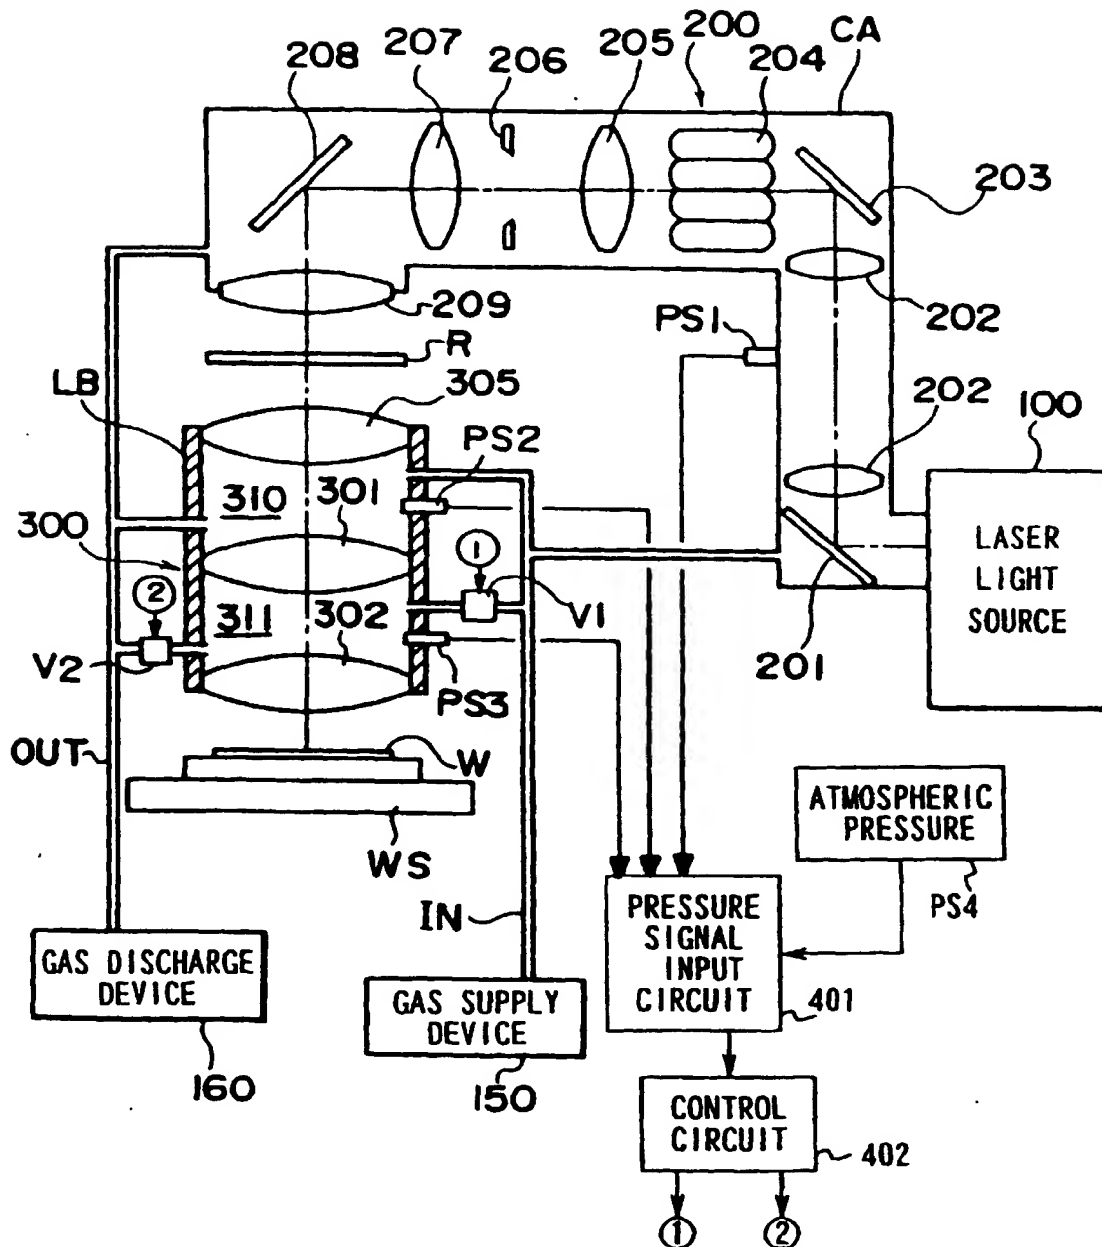 207
206
205
200
204
CA
208
203
202
209
PS1
R
LB
305
PS2
202
100
310
301
300
①
LASER
LIGHT
SOURCE
②
311
302
V1
V2
PS3
201
OUT
W
ATMOSPHERIC
PRESSURE
WS
IN
PS4
PRESSURE
SIGNAL
INPUT
CIRCUIT
GAS DISCHARGE
DEVICE
GAS SUPPLY
DEVICE
401
160
150
CONTROL
CIRCUIT
402
①
②